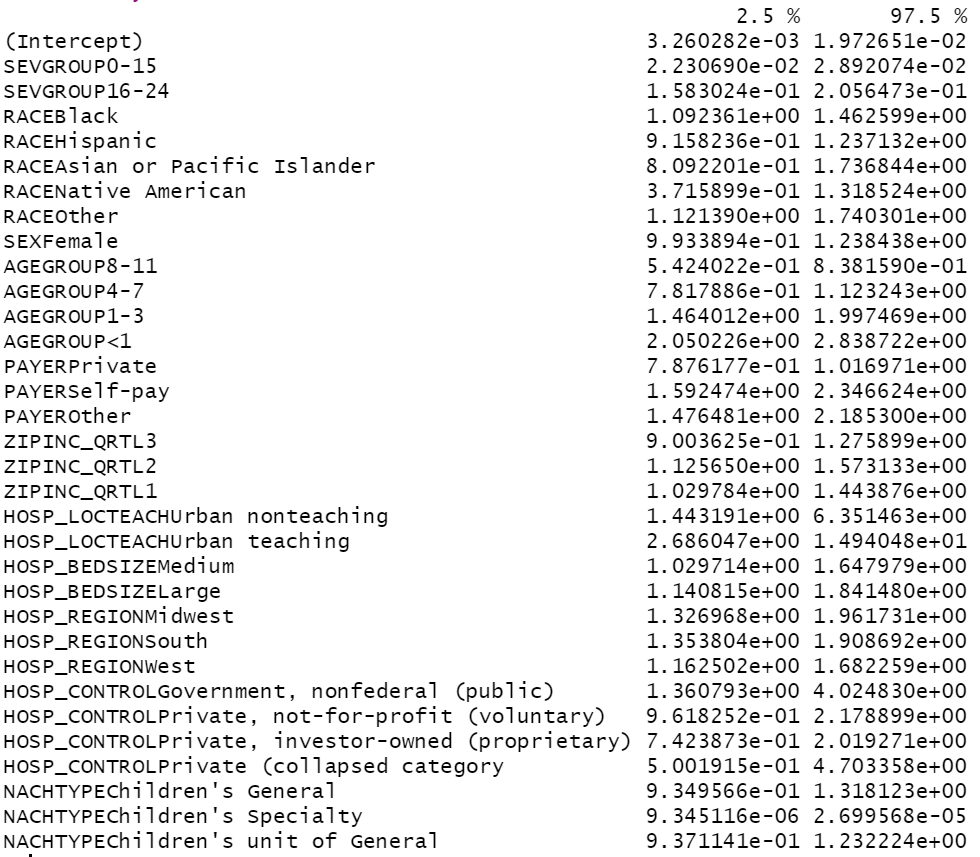 2.5 % 97.5 %
(Intercept) 3.260282e-03 1.972651e-02
SEVGROUP0-15 2.230690e-02 2.892074e-02
SEVGROUP16-24 1.583024e-01 2.056473e-01
RACEBlack 1.092361e+00 1.462599e+00
RACEHispanic 9.158236e-01 1.237132e+00
RACEAsian or Pacific Islander 8.092201e-01 1.736844e+00
RACENative American 3.715899e-01 1.318524e+00
RACEOther 1.121390e+00 1.740301e+00
SEXFemale 9.933894e-01 1.238438e+00
AGEGROUP8-11 5.424022e-01 8.381590e-01
AGEGROUP4-7 7.817886e-01 1.123243e+00
AGEGROUP1-3 1.464012e+00 1.997469e+00
AGEGROUP<1 2.050226e+00 2.838722e+00
PAYERPrivate 7.876177e-01 1.016971e+00
PAYERSelf-pay 1.592474e+00 2.346624e+00
PAYEROther 1.476481e+00 2.185300e+00
ZIPINC_QRTL3 9.003625e-01 1.275899e+00
ZIPINC_QRTL2 1.125650e+00 1.573133e+00
ZIPINC_QRTL1 1.029784e+00 1.443876e+00
HOSP_LOCTEACHUrban nonteaching 1.443191e+00 6.351463e+00
HOSP_LOCTEACHUrban teaching 2.686047e+00 1.494048e+01
HOSP_BEDSIZEMedium 1.029714e+00 1.647979e+00
HOSP_BEDSIZELarge 1.140815e+00 1.841480e+00
HOSP_REGIONMidwest 1.326968e+00 1.961731e+00
HOSP_REGIONSouth 1.353804e+00 1.908692e+00
HOSP_REGIONWest 1.162502e+00 1.682259e+00
HOSP_CONTROLGovernment, nonfederal (public) 1.360793e+00 4.024830e+00
HOSP_CONTROLPrivate, not-for-profit (voluntary) 9.618252e-01 2.178899e+00
HOSP_CONTROLPrivate, investor-owned (proprietary) 7.423873e-01 2.019271e+00
HOSP_CONTROLPrivate (collapsed category 5.001915e-01 4.703358e+00
NACHTYPEChildren's General 9.349566e-01 1.318123e+00
NACHTYPEChildren's Specialty 9.345116e-06 2.699568e-05
NACHTYPEChildren's unit of General 9.371141e-01 1.232224e+00